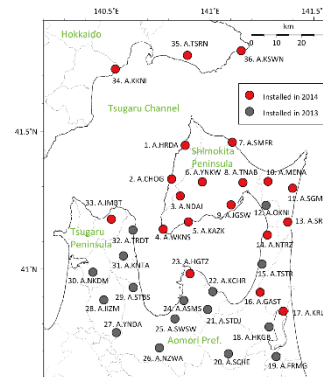 140.5°E
141°E
141.5°E
km
0 10 20
Hokkaido
35. A.TSRN
36. A.KSWN
34. A.KKNI
Installed in 2014
Installed in 2013
Tsugaru Channel
41.5°N
1. A.HRDA
7. A.SMFR
Shimokita
Peninsula
6. A.YNKW
8. A.TNAB
10. A.MENA
2. A.CHOG
3. A.NDAI
11. A.SGM
9. A.JGSW
12. A.OKNI
33. A.IMBT
13. A.SR
5. A.KAZK
4. A.WKNS
Tsugaru
Peninsula
32. A.TRDT
14. A.NTRZ
31. A.KNTA
23. A.HGTZ
15. A.TSTR
41°N
30. A.NKDM
22. A.KCHR
29. A.STBS
28. A.IIZM
24. A.ASMS
16. A.GAST
21. A.STDJ
17. A.KRL
25. A.SWSW
27. A.YNDA
18. A.HKGB
Aomori Pref.
26. A.NZWA
20. A.SGHE
19. A.FRMG